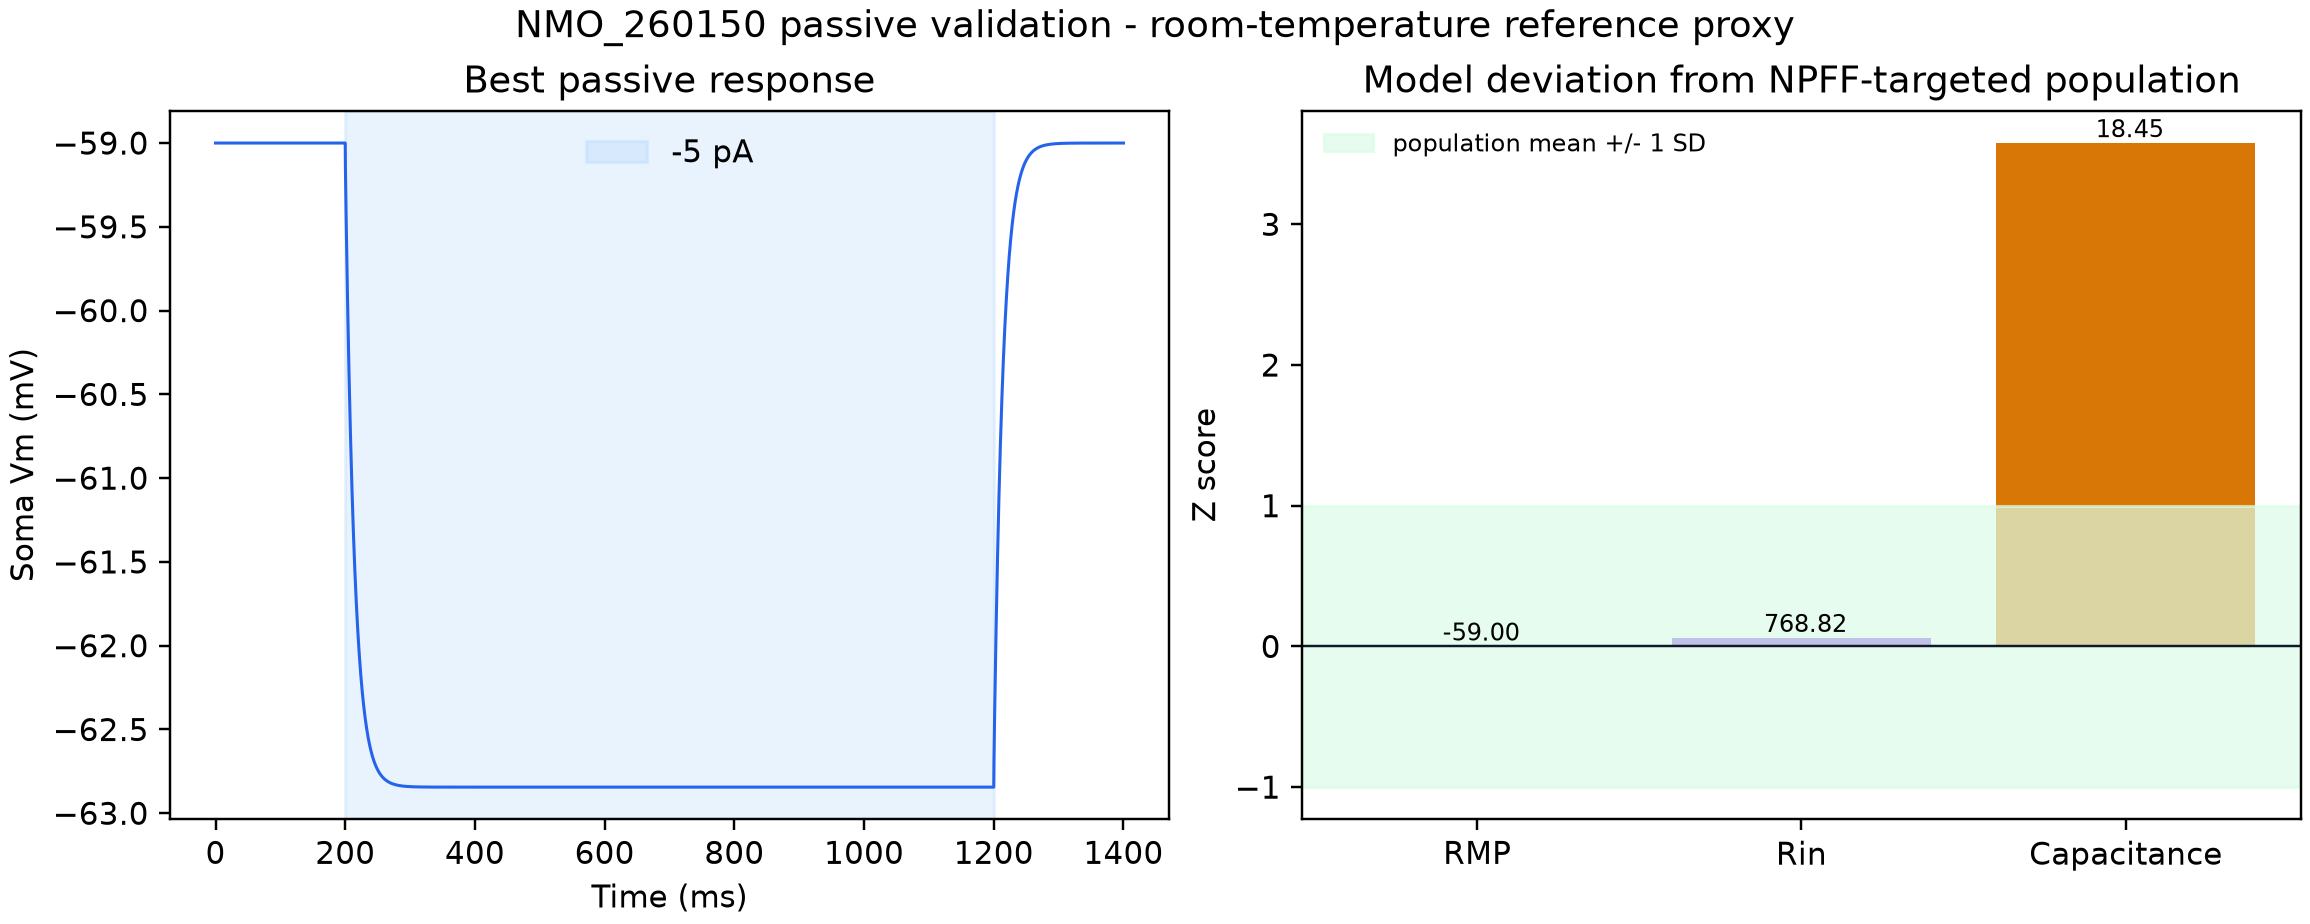 NMO_260150 passive validation - room-temperature reference proxy
Best passive response
Soma Vm (mV)
−59.0
−59.5
−60.0
−60.5
−61.0
−61.5
−62.0
−62.5
−63.0
-5 pA
0
200
400
600
800
1000
1200
1400
Time (ms)
Model deviation from NPFF-targeted population
Z score
3
2
1
0
−1
population mean +/- 1 SD
-59.00
768.82
18.45
RMP
Rin
Capacitance